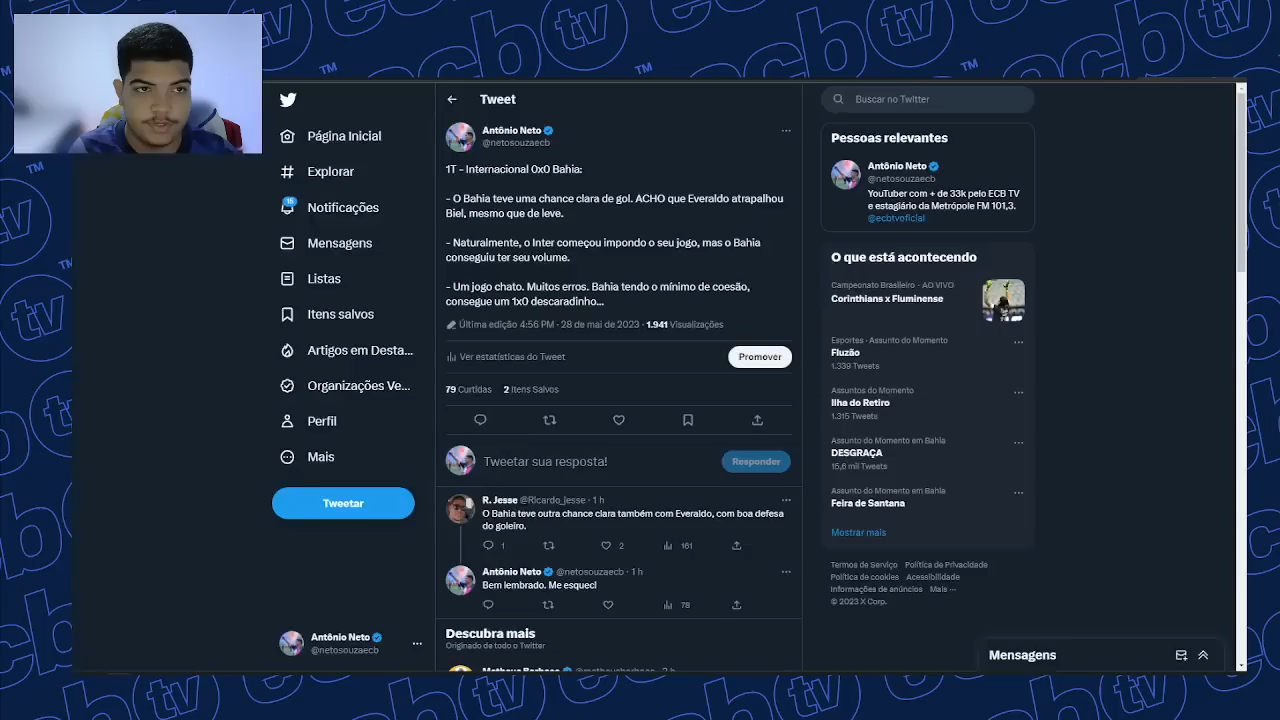 Tweet
Antônio Neto
@netosouzaecb
1T - Internacional 0x0 Bahia:
- O Bahia teve uma chance clara de gol. ACHO que Everaldo atrapalhou
Biel, mesmo que de leve.
- Naturalmente, o Inter começou impondo o seu jogo, mas o Bahia
conseguiu ter seu volume.
- Um jogo chato. Muitos erros. Bahia tendo o mínimo de coesão,
consegue um 1x0 descaradinho...
Última edição 4:56 PM · 28 de mai de 2023 · 1.941 Visualizações
Ver estatísticas do Tweet
Promover
79 Curtidas 2 Itens Salvos
Tweetar sua resposta!
Responder
R. Jesse @Ricardo_jesse · 1 h
O Bahia teve outra chance clara também com Everaldo, com boa defesa
do goleiro.
1 2 161
Antônio Neto @netosouzaecb · 1 h
Bem lembrado. Me esqueci
78
Descubra mais
Originado de todo o Twitter
Página Inicial
Explorar
15
Notificações
Mensagens
Listas
Itens salvos
Artigos em Desta...
Organizações Ve...
Perfil
Mais
Tweetar
Antônio Neto
@netosouzaecb
Buscar no Twitter
Pessoas relevantes
Antônio Neto
@netosouzaecb
YouTuber com + de 33k pelo ECB TV
e estagiário da Metrópole FM 101,3.
@ecbtvoficial
O que está acontecendo
Campeonato Brasileiro · AO VIVO
Corinthians x Fluminense
Esportes · Assunto do Momento
Fluzão
1.339 Tweets
Assuntos do Momento
Ilha do Retiro
1.315 Tweets
Assunto do Momento em Bahia
DESGRAÇA
15,6 mil Tweets
Assunto do Momento em Bahia
Feira de Santana
Mostrar mais
Termos de Serviço Política de Privacidade
Política de cookies Acessibilidade
Informações de anúncios Mais ···
© 2023 X Corp.
Mensagens
ecb tv
TM